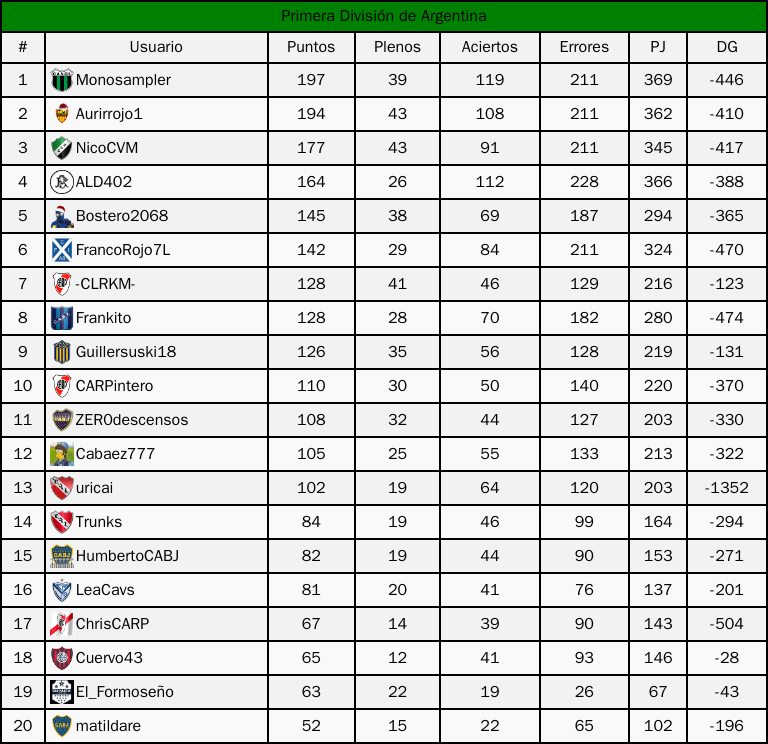 Primera División de Argentina
# Usuario Puntos Plenos Aciertos Errores PJ DG
1 Monosampler 197 39 119 211 369 -446
2 Aurirrojo1 194 43 108 211 362 -410
3 NicoCVM 177 43 91 211 345 -417
4 ALD402 164 26 112 228 366 -388
5 Bostero2068 145 38 69 187 294 -365
6 FrancoRojo7L 142 29 84 211 324 -470
7 -CLRKM- 128 41 46 129 216 -123
8 Frankito 128 28 70 182 280 -474
9 Guillersuski18 126 35 56 128 219 -131
10 CARPintero 110 30 50 140 220 -370
11 ZER0descensos 108 32 44 127 203 -330
12 Cabaez777 105 25 55 133 213 -322
13 uricai 102 19 64 120 203 -1352
14 Trunks 84 19 46 99 164 -294
15 HumbertoCABJ 82 19 44 90 153 -271
16 LeaCavs 81 20 41 76 137 -201
17 ChrisCARP 67 14 39 90 143 -504
18 Cuervo43 65 12 41 93 146 -28
19 El_Formoseño 63 22 19 26 67 -43
20 matildare 52 15 22 65 102 -196